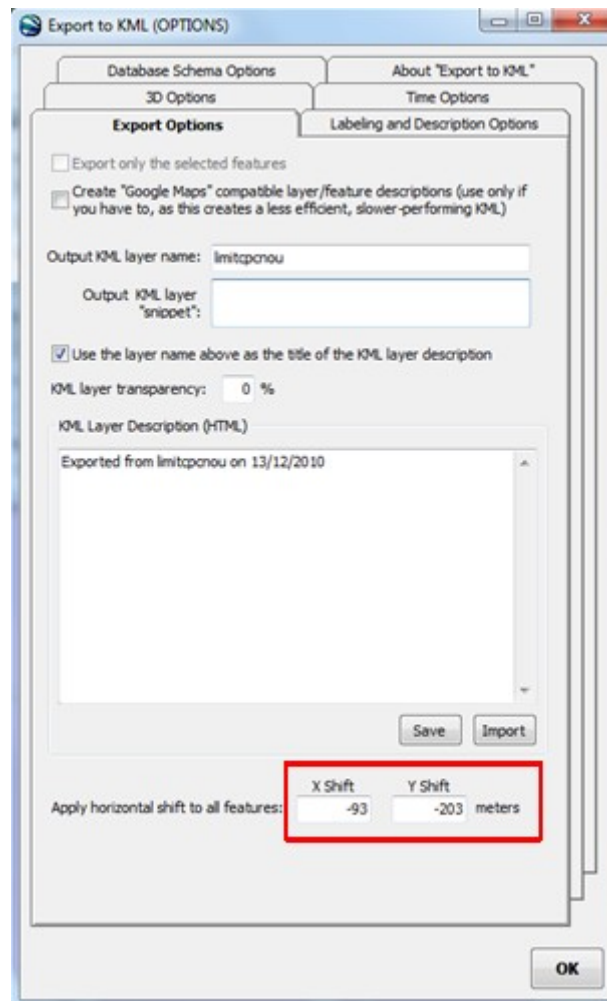 Export to KML (OPTIONS)
Database Schema Options
About "Export to KML"
3D Options
Time Options
Export Options
Labeling and Description Options
Export only the selected features
Create "Google Maps" compatible layer/feature descriptions (use only if
you have to, as this creates a less efficient, slower-performing KML)
Output KML layer name:
limitcpcnou
Output KML layer
"snippet":
Use the layer name above as the title of the KML layer description
KML layer transparency:
0 %
KML Layer Description (HTML)
Exported from limitcpcnou on 13/12/2010
Save
Import
X Shift
Y Shift
Apply horizontal shift to all features:
-93
-203
meters
OK